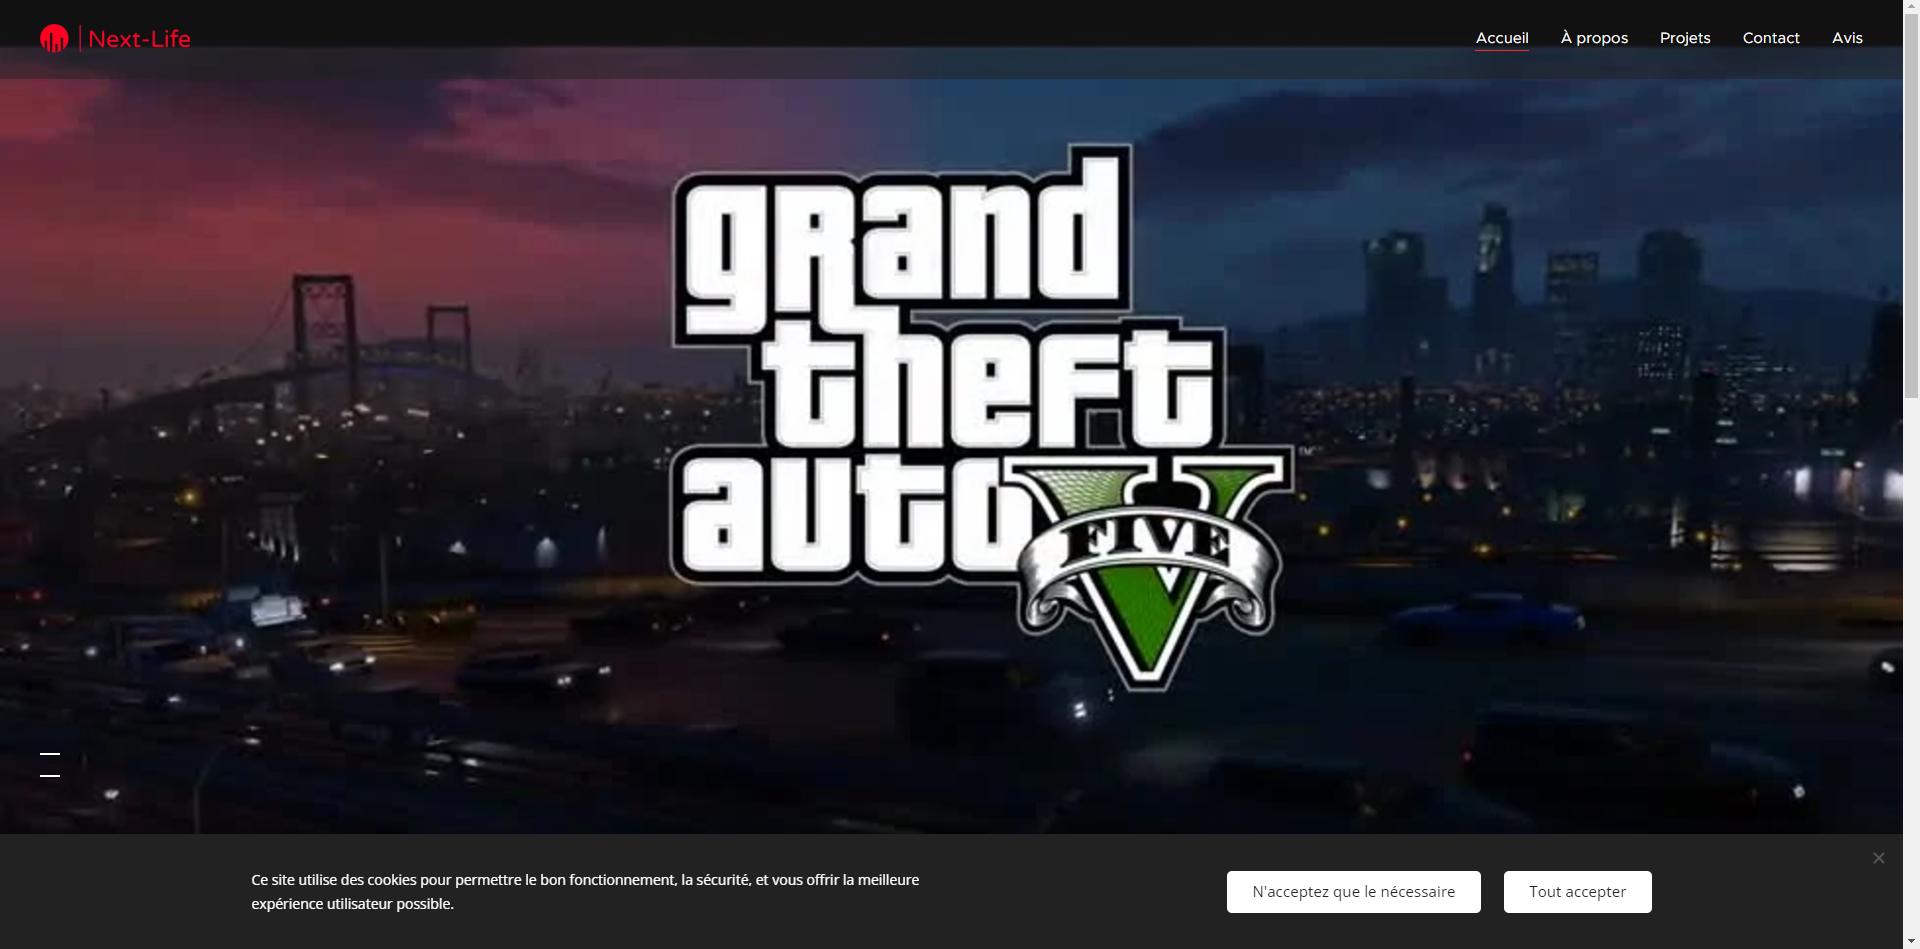 Next-Life
Accueil
À propos
Projets
Contact
Avis
grand
theft
auto V
FIVE
TM
Ce site utilise des cookies pour permettre le bon fonctionnement, la sécurité, et vous offrir la meilleure
expérience utilisateur possible.
N'acceptez que le nécessaire
Tout accepter